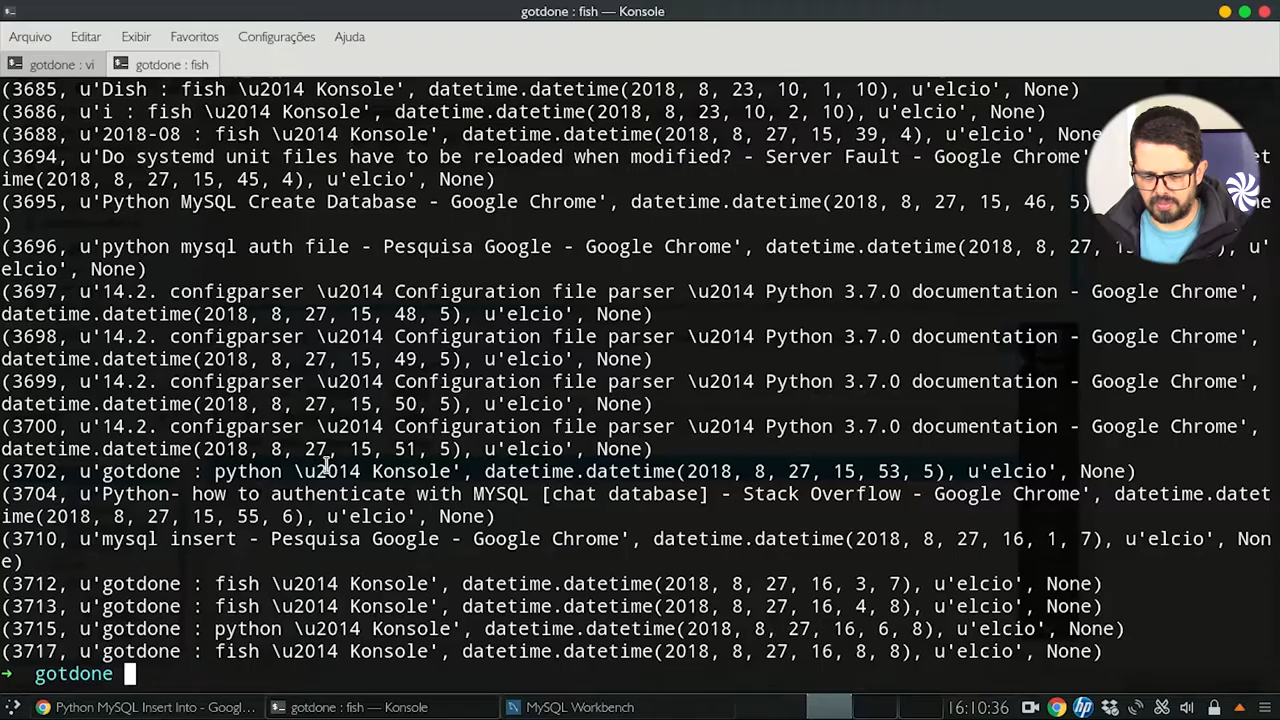 gotdone : fish — Konsole
Arquivo Editar Exibir Favoritos Configurações Ajuda
gotdone : vi gotdone : fish
(3685, u'Dish : fish \u2014 Konsole', datetime.datetime(2018, 8, 23, 10, 1, 10), u'elcio', None)
(3686, u'i : fish \u2014 Konsole', datetime.datetime(2018, 8, 23, 10, 2, 10), u'elcio', None)
(3688, u'2018-08 : fish \u2014 Konsole', datetime.datetime(2018, 8, 27, 15, 39, 4), u'elcio', None)
(3694, u'Do systemd unit files have to be reloaded when modified? - Server Fault - Google Chrome'
ime(2018, 8, 27, 15, 45, 4), u'elcio', None)
(3695, u'Python MySQL Create Database - Google Chrome', datetime.datetime(2018, 8, 27, 15, 46, 5)
)
(3696, u'python mysql auth file - Pesquisa Google - Google Chrome', datetime.datetime(2018, 8, 27, u'
elcio', None)
(3697, u'14.2. configparser \u2014 Configuration file parser \u2014 Python 3.7.0 documentation - Google Chrome',
datetime.datetime(2018, 8, 27, 15, 48, 5), u'elcio', None)
(3698, u'14.2. configparser \u2014 Configuration file parser \u2014 Python 3.7.0 documentation - Google Chrome',
datetime.datetime(2018, 8, 27, 15, 49, 5), u'elcio', None)
(3699, u'14.2. configparser \u2014 Configuration file parser \u2014 Python 3.7.0 documentation - Google Chrome',
datetime.datetime(2018, 8, 27, 15, 50, 5), u'elcio', None)
(3700, u'14.2. configparser \u2014 Configuration file parser \u2014 Python 3.7.0 documentation - Google Chrome',
datetime.datetime(2018, 8, 27, 15, 51, 5), u'elcio', None)
(3702, u'gotdone : python \u2014 Konsole', datetime.datetime(2018, 8, 27, 15, 53, 5), u'elcio', None)
(3704, u'Python- how to authenticate with MYSQL [chat database] - Stack Overflow - Google Chrome', datetime.datet
ime(2018, 8, 27, 15, 55, 6), u'elcio', None)
(3710, u'mysql insert - Pesquisa Google - Google Chrome', datetime.datetime(2018, 8, 27, 16, 1, 7), u'elcio', Non
e)
(3712, u'gotdone : fish \u2014 Konsole', datetime.datetime(2018, 8, 27, 16, 3, 7), u'elcio', None)
(3713, u'gotdone : fish \u2014 Konsole', datetime.datetime(2018, 8, 27, 16, 4, 8), u'elcio', None)
(3715, u'gotdone : python \u2014 Konsole', datetime.datetime(2018, 8, 27, 16, 6, 8), u'elcio', None)
(3717, u'gotdone : fish \u2014 Konsole', datetime.datetime(2018, 8, 27, 16, 8, 8), u'elcio', None)
→ gotdone
Python MySQL Insert Into - Googl... gotdone : fish — Konsole MySQL Workbench 16:10:36